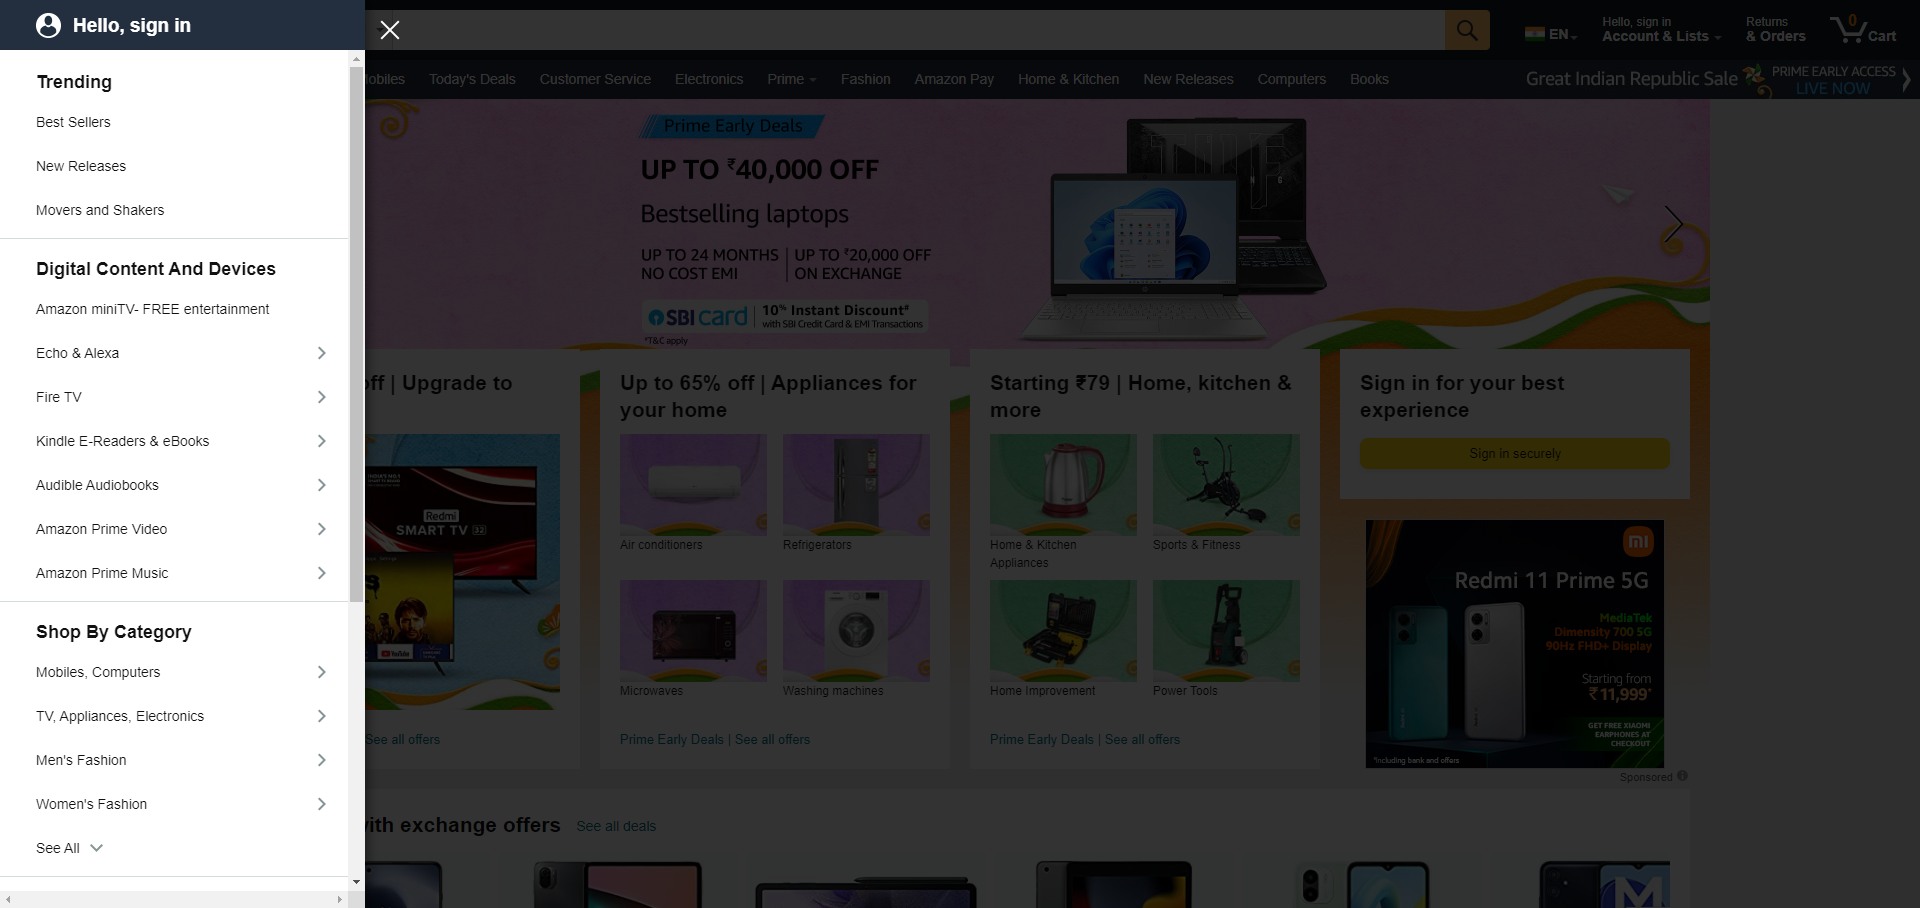 Hello, sign in
Trending
Best Sellers
New Releases
Movers and Shakers
Digital Content And Devices
Amazon miniTV- FREE entertainment
Echo & Alexa
Fire TV
Kindle E-Readers & eBooks
Audible Audiobooks
Amazon Prime Video
Amazon Prime Music
Shop By Category
Mobiles, Computers
TV, Appliances, Electronics
Men's Fashion
Women's Fashion
See All
EN
Hello, sign in
Account & Lists
Returns
& Orders
0
Cart
obiles Today's Deals Customer Service Electronics Prime Fashion Amazon Pay Home & Kitchen New Releases Computers Books
Great Indian Republic Sale
PRIME EARLY ACCESS
LIVE NOW
Prime Early Deals
UP TO ₹40,000 OFF
Bestselling laptops
UP TO 24 MONTHS
NO COST EMI
UP TO ₹20,000 OFF
ON EXCHANGE
SBI card
10% Instant Discount#
with SBI Credit Card & EMI Transactions
*T&C apply
off | Upgrade to
Redmi
SMART TV 32
YouTube
See all offers
Up to 65% off | Appliances for
your home
Air conditioners
Refrigerators
Microwaves
Washing machines
Prime Early Deals | See all offers
Starting ₹79 | Home, kitchen &
more
Home & Kitchen
Appliances
Sports & Fitness
Home Improvement
Power Tools
Prime Early Deals | See all offers
Sign in for your best
experience
Sign in securely
mi
Redmi 11 Prime 5G
MediaTek
Dimensity 700 5G
90Hz FHD+ Display
Starting from
₹11,999*
GET FREE XIAOMI
EARPHONES AT
CHECKOUT
*Including bank and offers
Sponsored
with exchange offers
See all deals